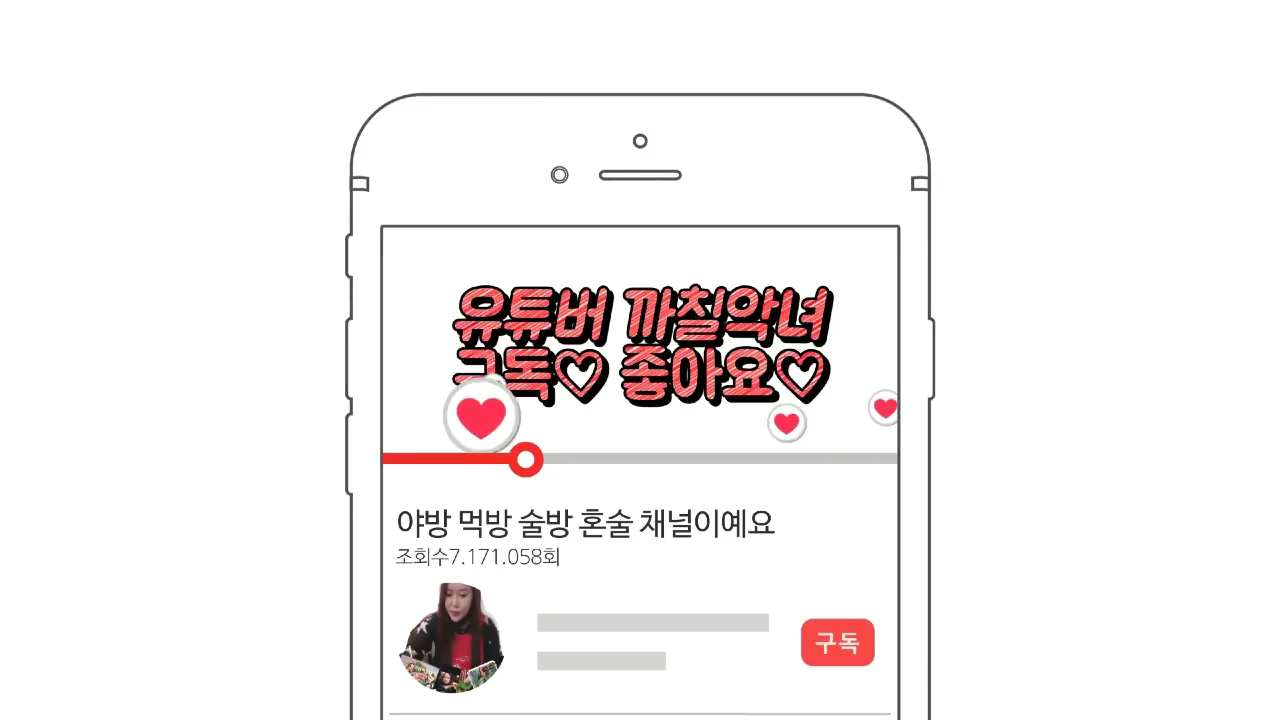 유튜버 까칠악녀
구독♡ 좋아요♡
야방 먹방 술방 혼술 채널이예요
조회수7.171.058회
구독